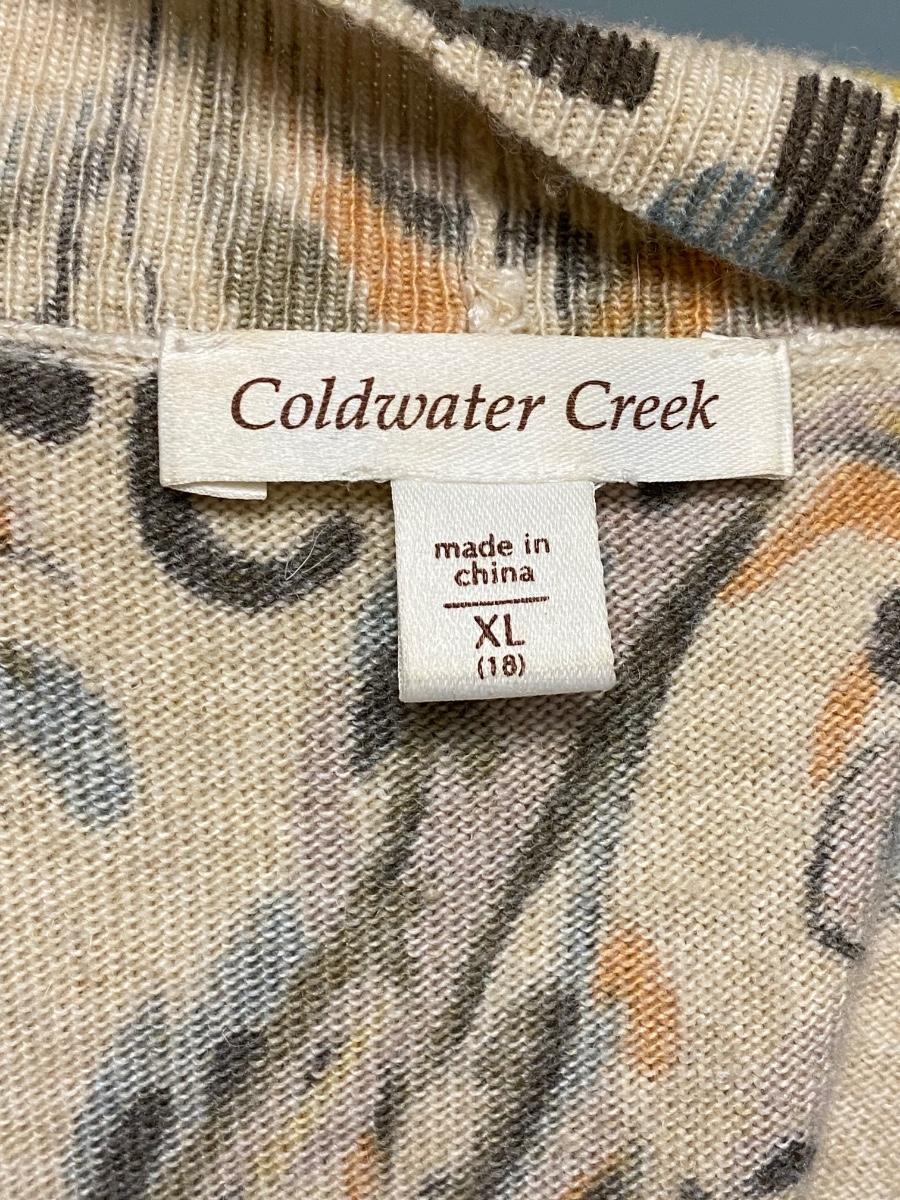 Coldwater Creek
made in
china
XL
(18)